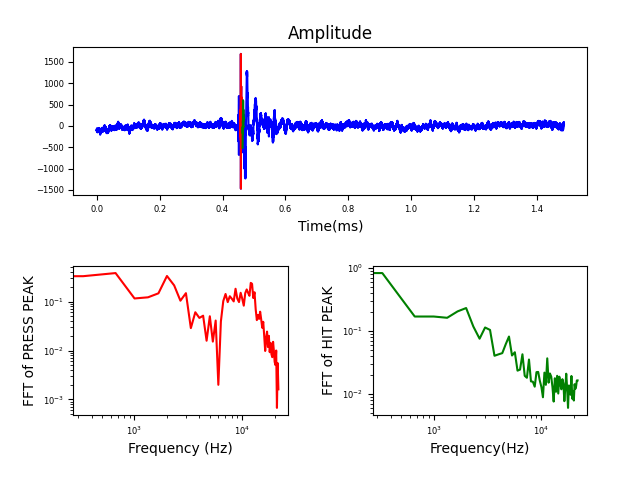 Amplitude
1500
1000
500
0
−500
−1000
−1500
0.0 0.2 0.4 0.6 0.8 1.0 1.2 1.4
Time(ms)
FFT of PRESS PEAK
10⁻¹
10⁻²
10⁻³
10³ 10⁴
Frequency (Hz)
FFT of HIT PEAK
10⁰
10⁻¹
10⁻²
10³ 10⁴
Frequency(Hz)